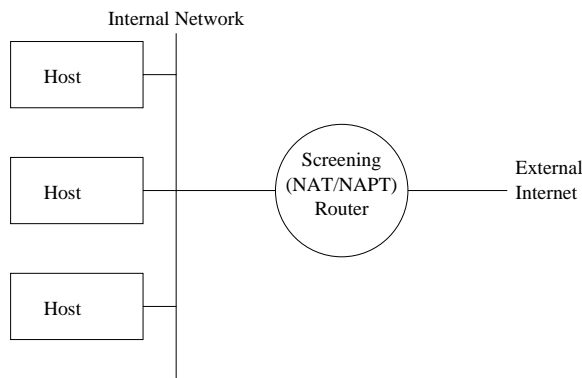 Internal Network
Host
Host
Host
Screening
(NAT/NAPT)
Router
External
Internet